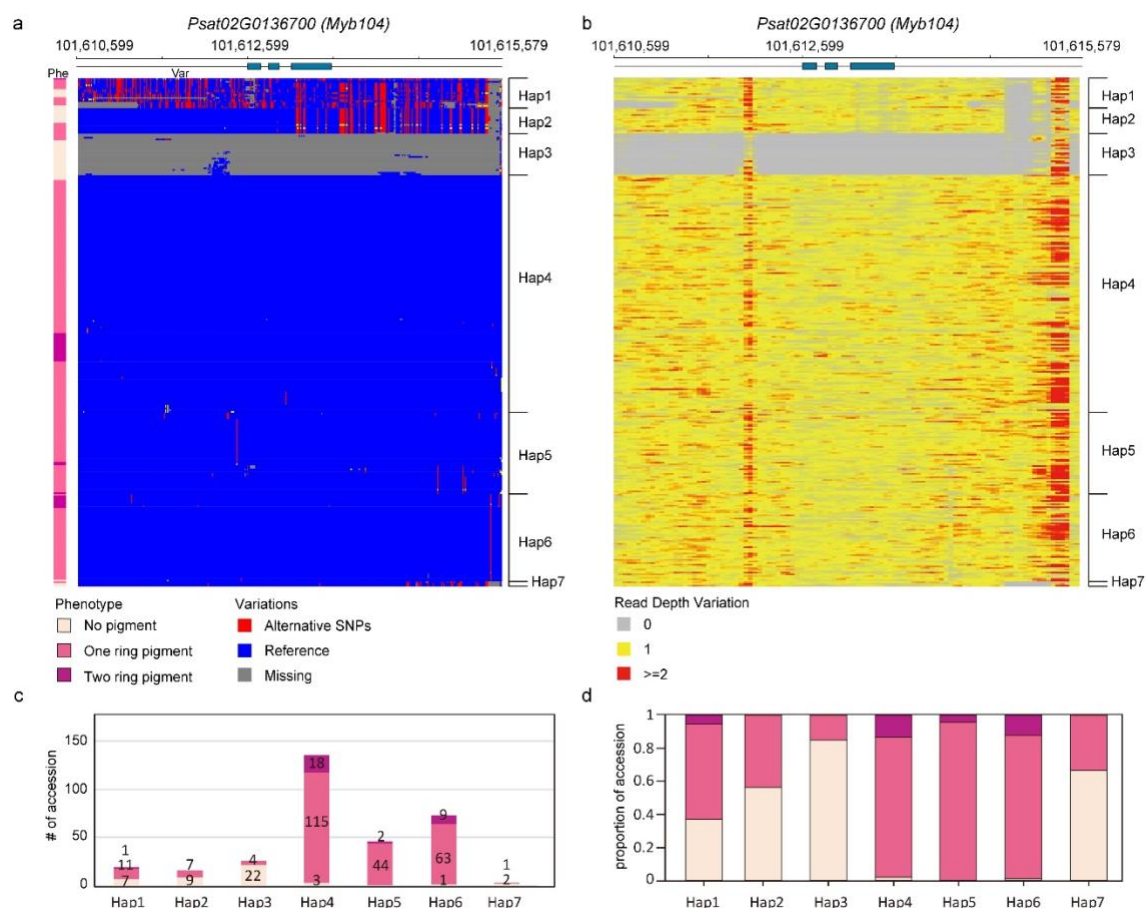 a
Psat02G0136700 (Myb104)
101,610,599 101,612,599 101,615,579
Phe Var
Hap1
Hap2
Hap3
Hap4
Hap5
Hap6
Hap7
Phenotype
No pigment
One ring pigment
Two ring pigment
Variations
Alternative SNPs
Reference
Missing
b
Psat02G0136700 (Myb104)
101,610,599 101,612,599 101,615,579
Hap1
Hap2
Hap3
Hap4
Hap5
Hap6
Hap7
Read Depth Variation
0
1
>=2
c
# of accession
150
100
50
0
1
11
7
7
9
4
22
18
115
3
2
44
9
63
1
1
2
Hap1 Hap2 Hap3 Hap4 Hap5 Hap6 Hap7
d
proportion of accession
1
0.8
0.6
0.4
0.2
0
Hap1 Hap2 Hap3 Hap4 Hap5 Hap6 Hap7